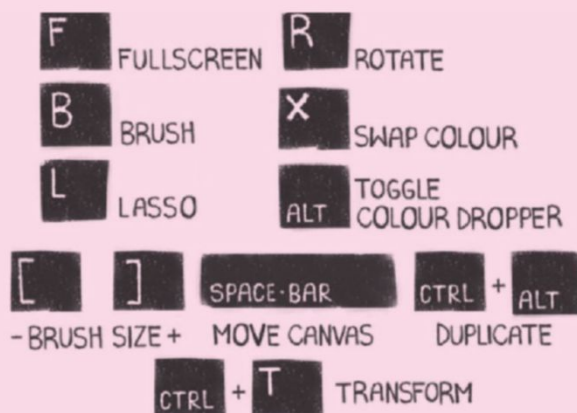 F FULLSCREEN R ROTATE
B BRUSH X SWAP COLOUR
L LASSO ALT TOGGLE
COLOUR DROPPER
[ ] SPACE·BAR CTRL + ALT
- BRUSH SIZE + MOVE CANVAS DUPLICATE
CTRL + T TRANSFORM